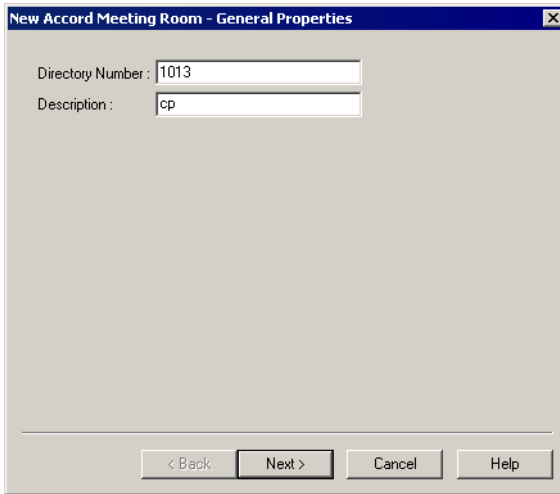 New Accord Meeting Room - General Properties
Directory Number : 1013
Description : cp
< Back Next > Cancel Help